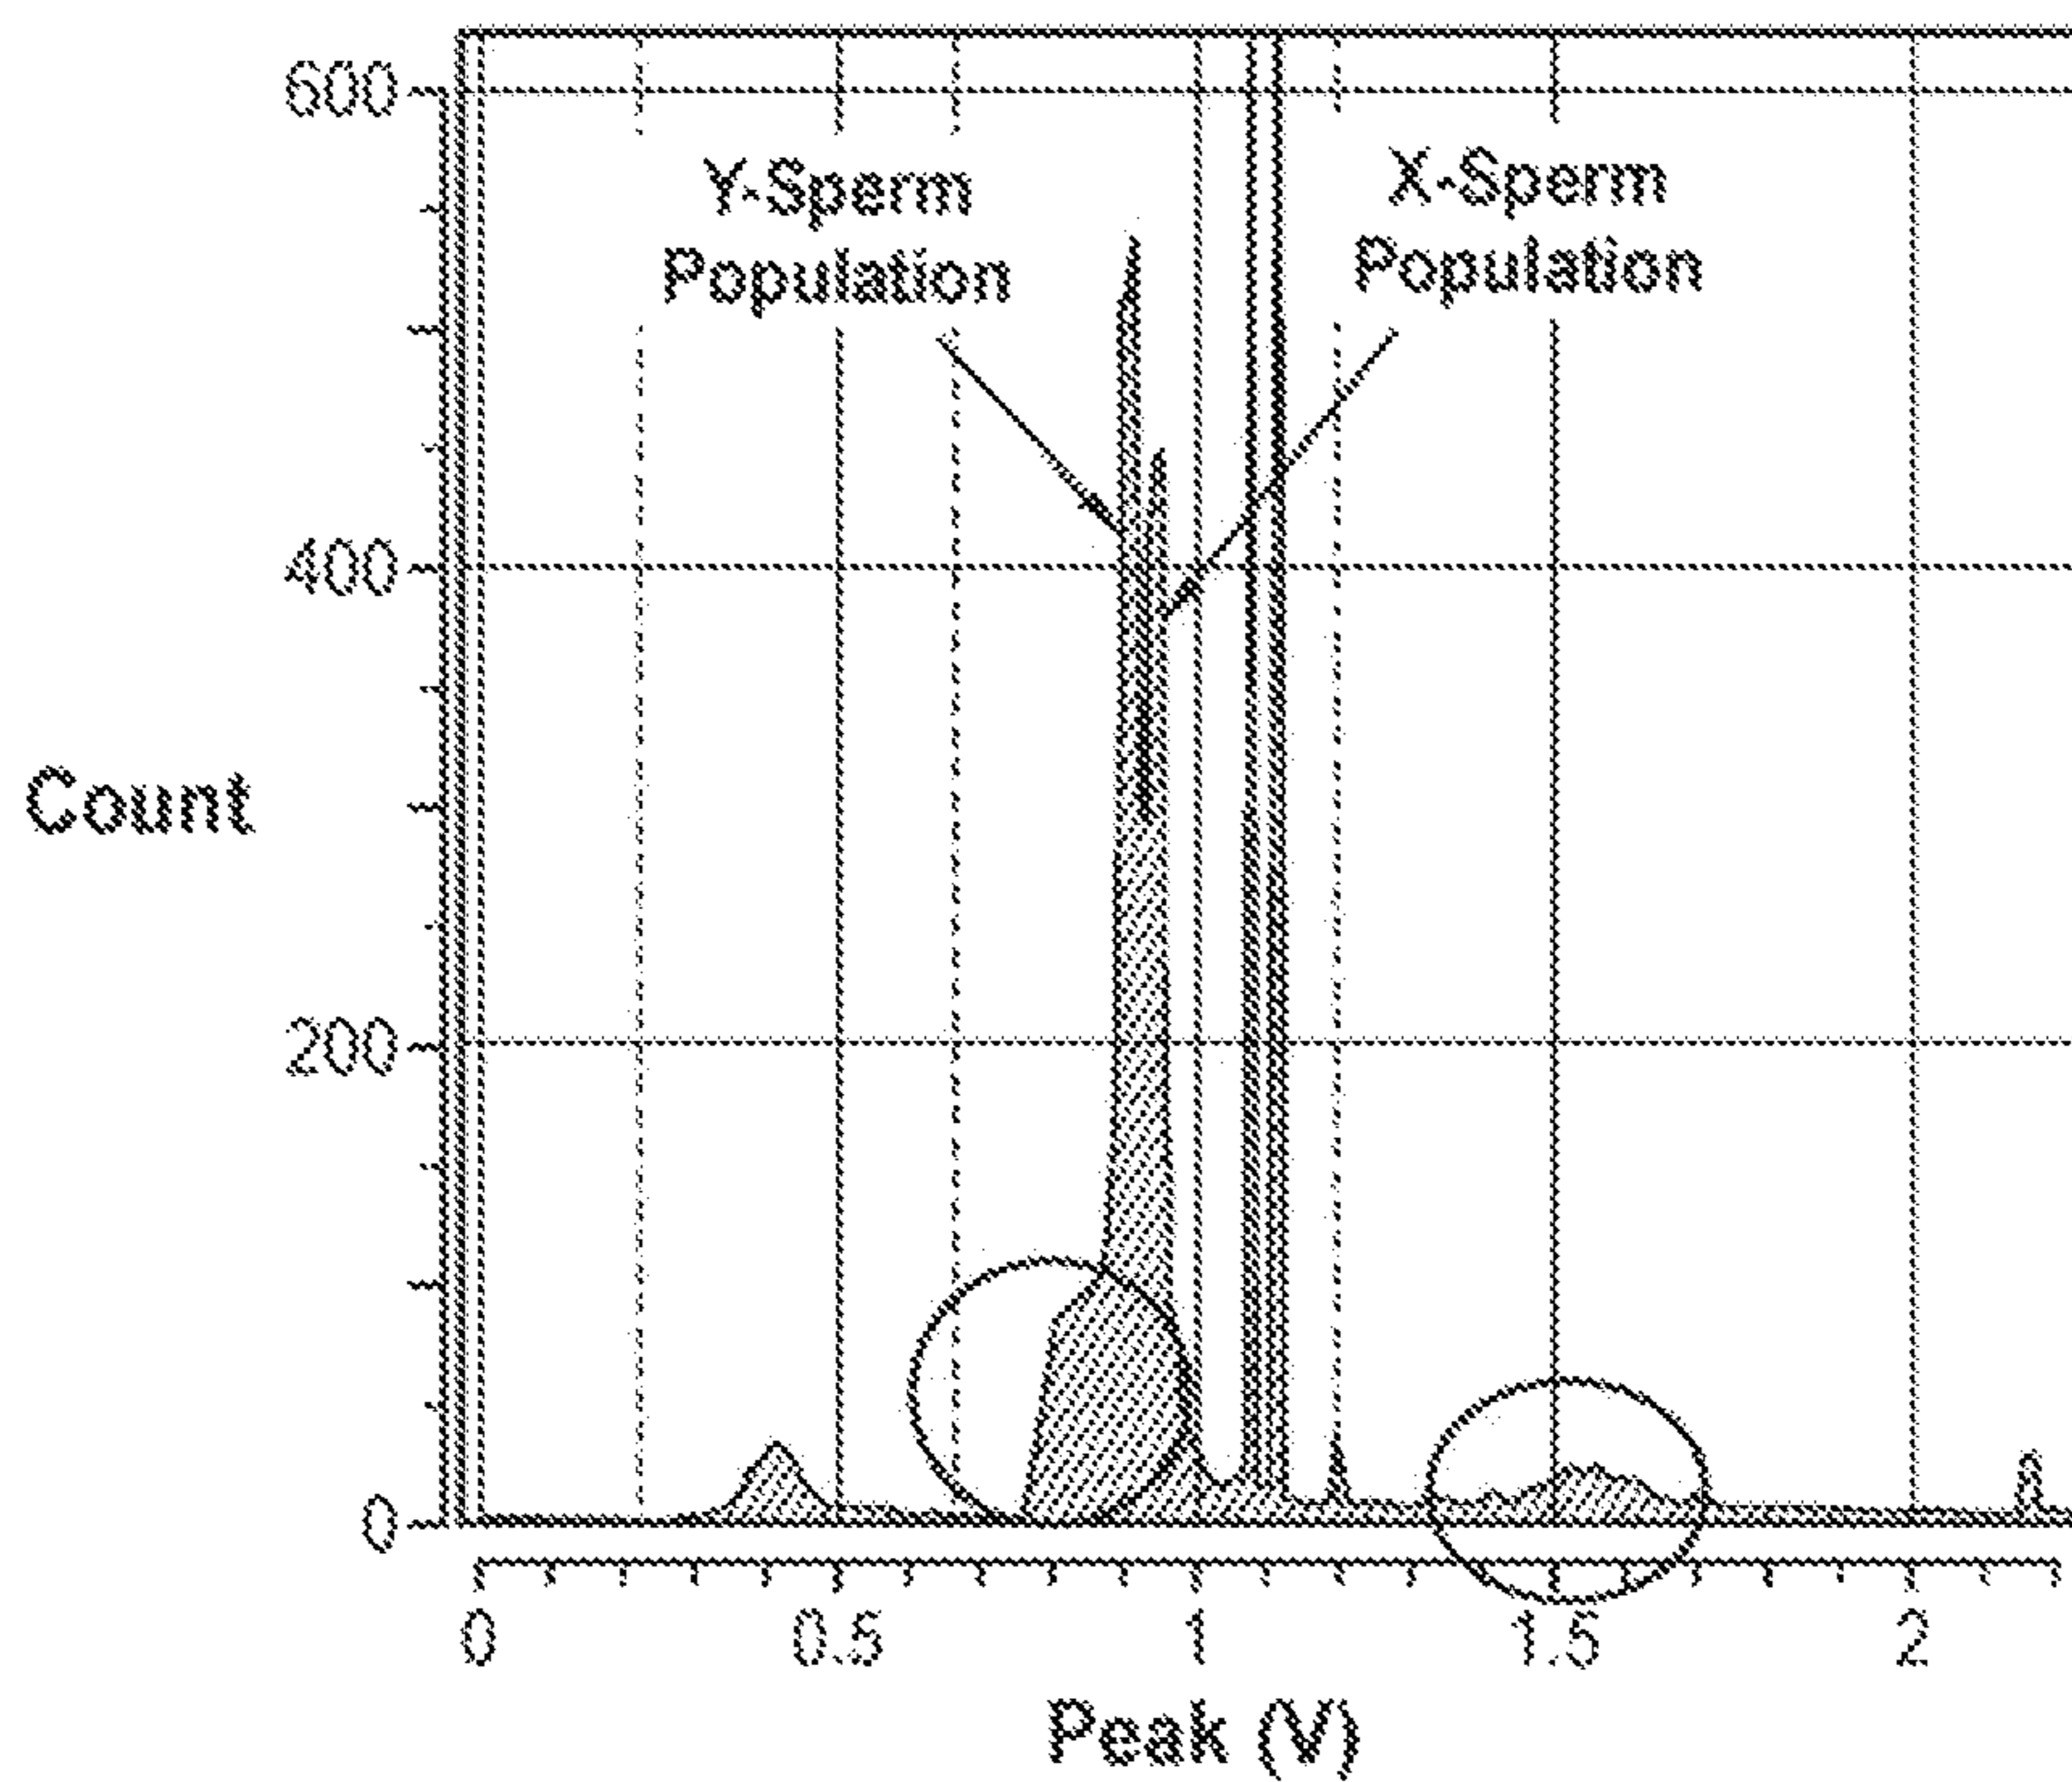 600
Y-Sperm
Population
X-Sperm
Population
400
Count
200
0
0 0.5 1 1.5 2
Peak (V)